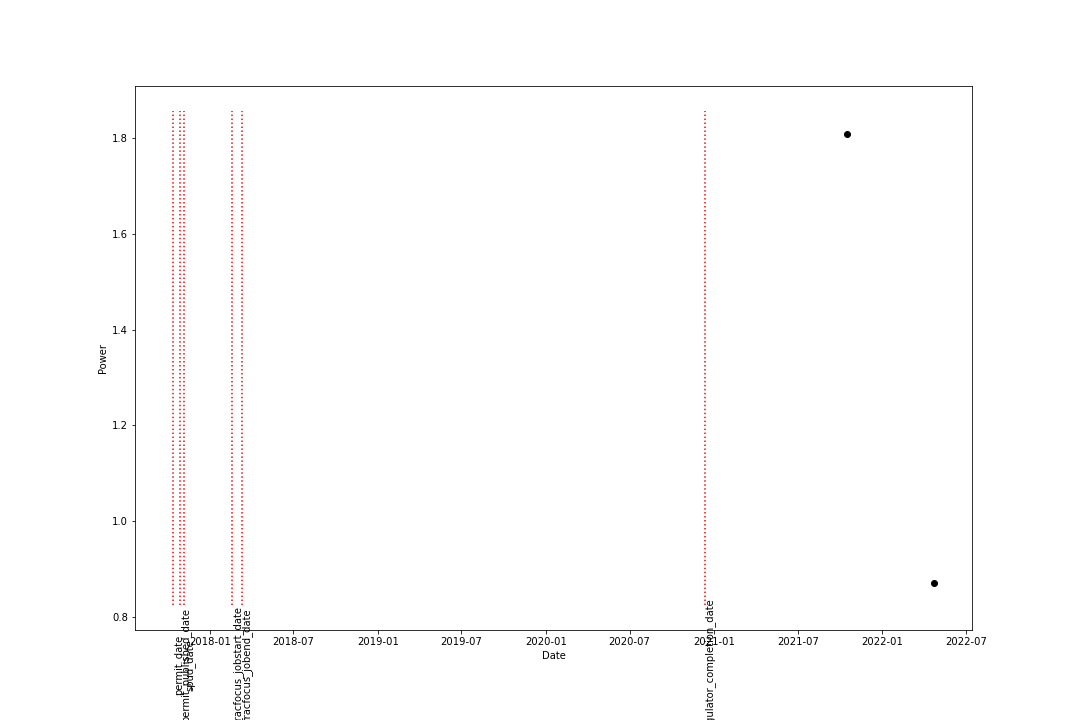 1.8
1.6
1.4
1.2
1.0
0.8
Power
2018-01
2018-07
2019-01
2019-07
2020-01
2020-07
2021-01
2021-07
2022-01
2022-07
Date
permit_date
permit_published_date
spud_date
racfocus_jobstart_date
fracfocus_jobend_date
gulator_completion_date